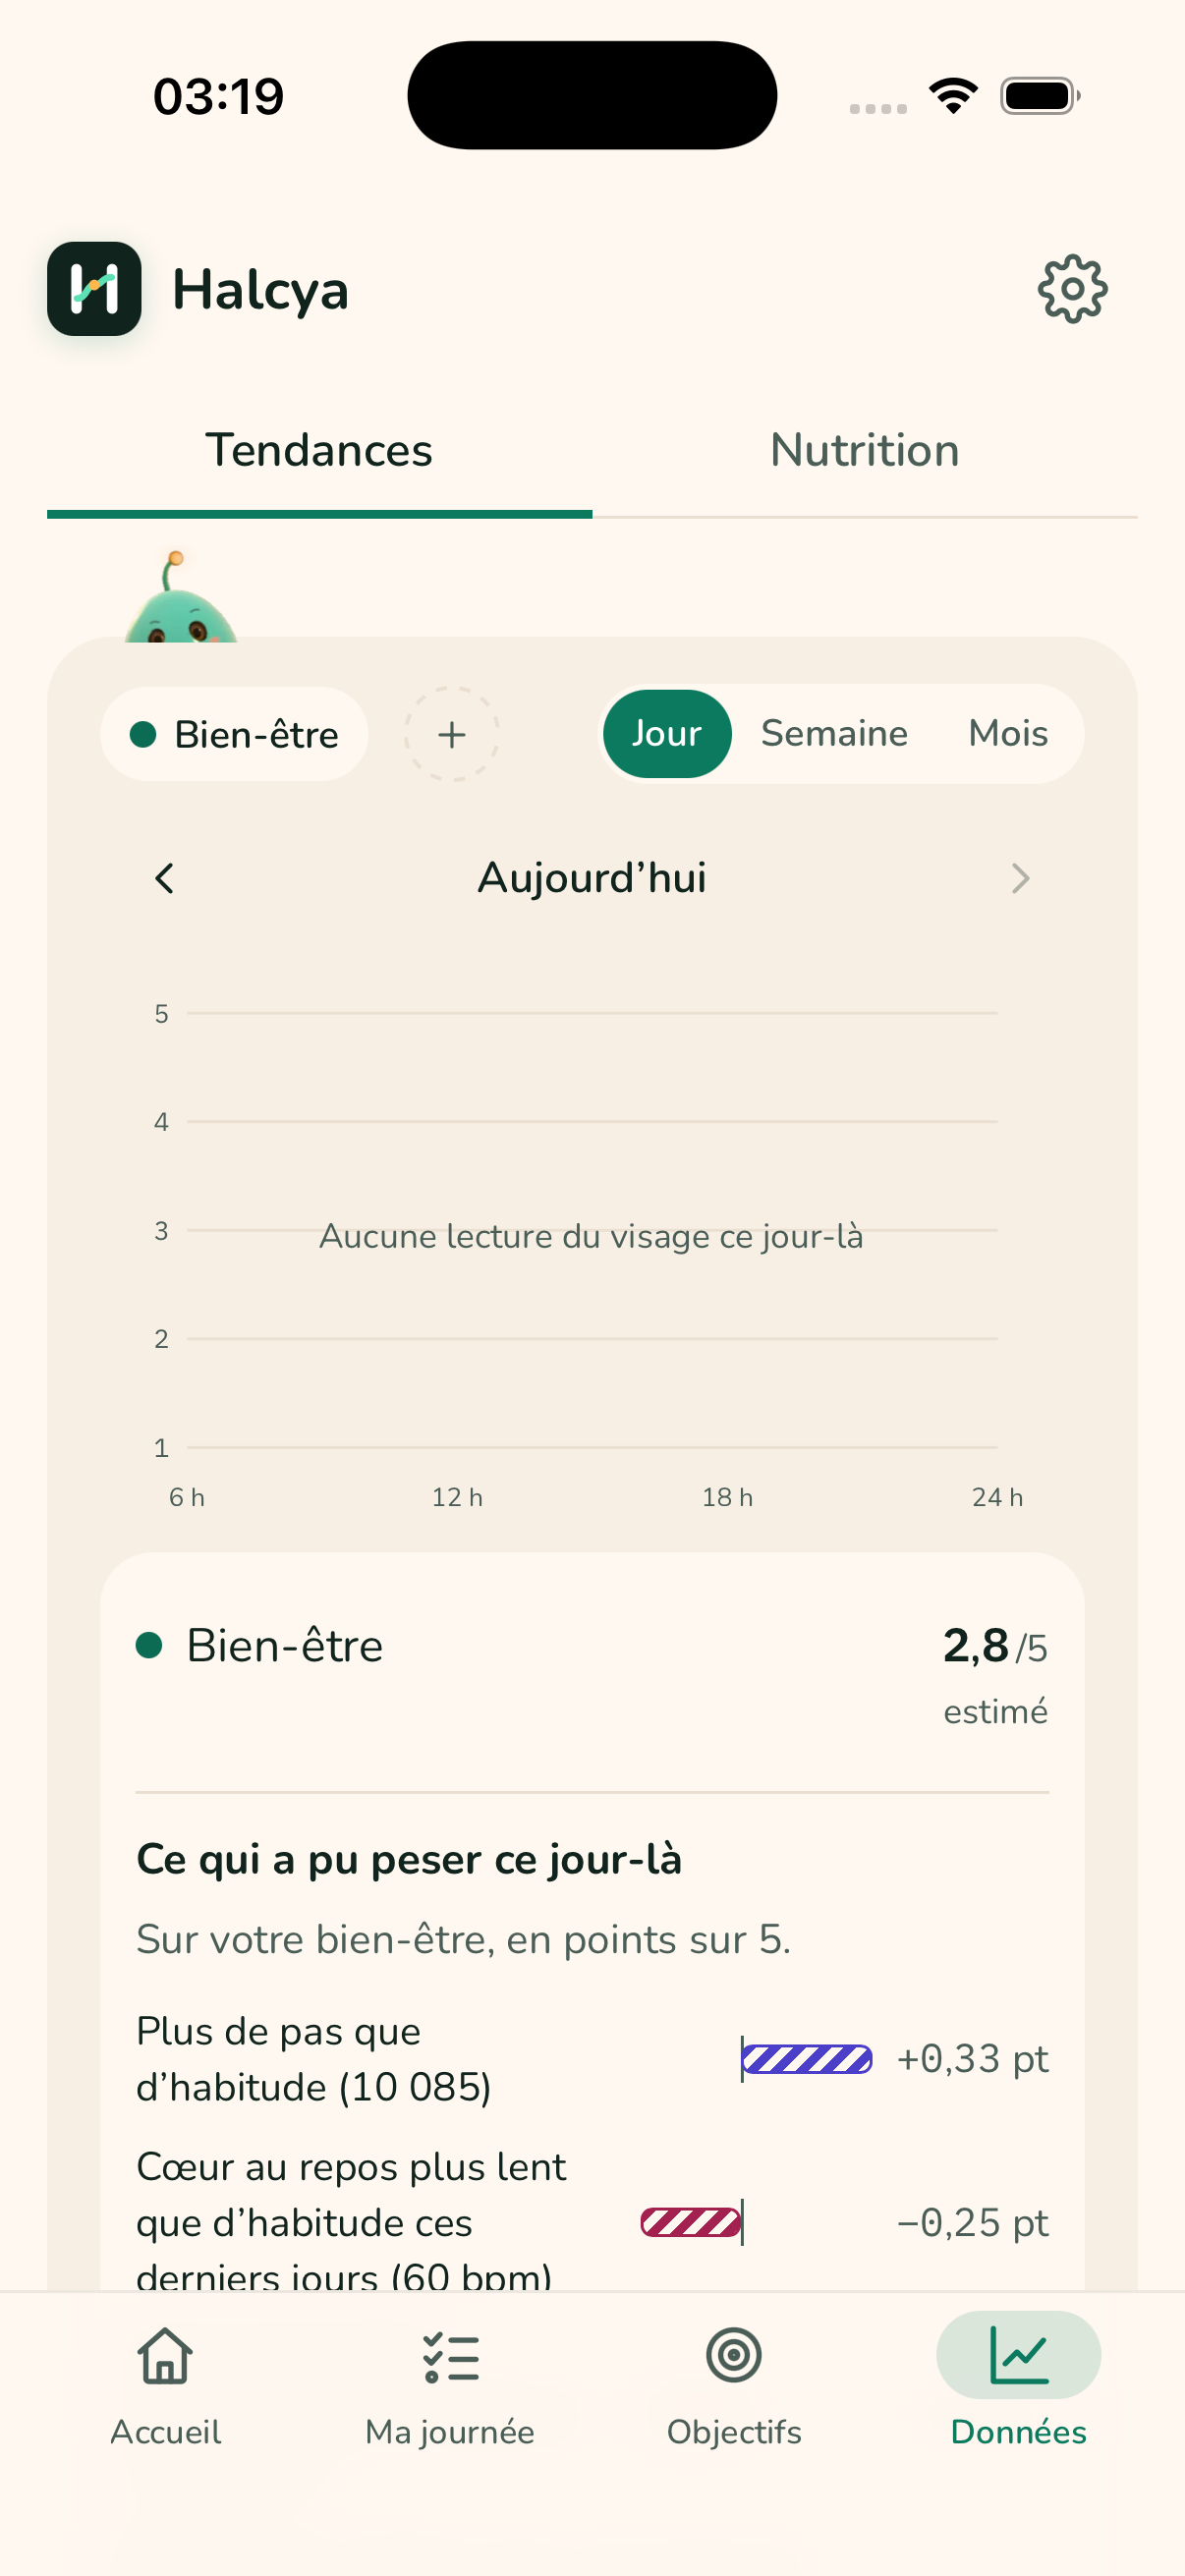 03:19
Halcya
Tendances
Nutrition
Bien-être
+
Jour
Semaine
Mois
Aujourd’hui
5
4
3
Aucune lecture du visage ce jour-là
2
1
6 h
12 h
18 h
24 h
Bien-être
2,8 /5
estimé
Ce qui a pu peser ce jour-là
Sur votre bien-être, en points sur 5.
Plus de pas que
d’habitude (10 085)
+0,33 pt
Cœur au repos plus lent
que d’habitude ces
derniers jours (60 bpm)
−0,25 pt
Accueil
Ma journée
Objectifs
Données